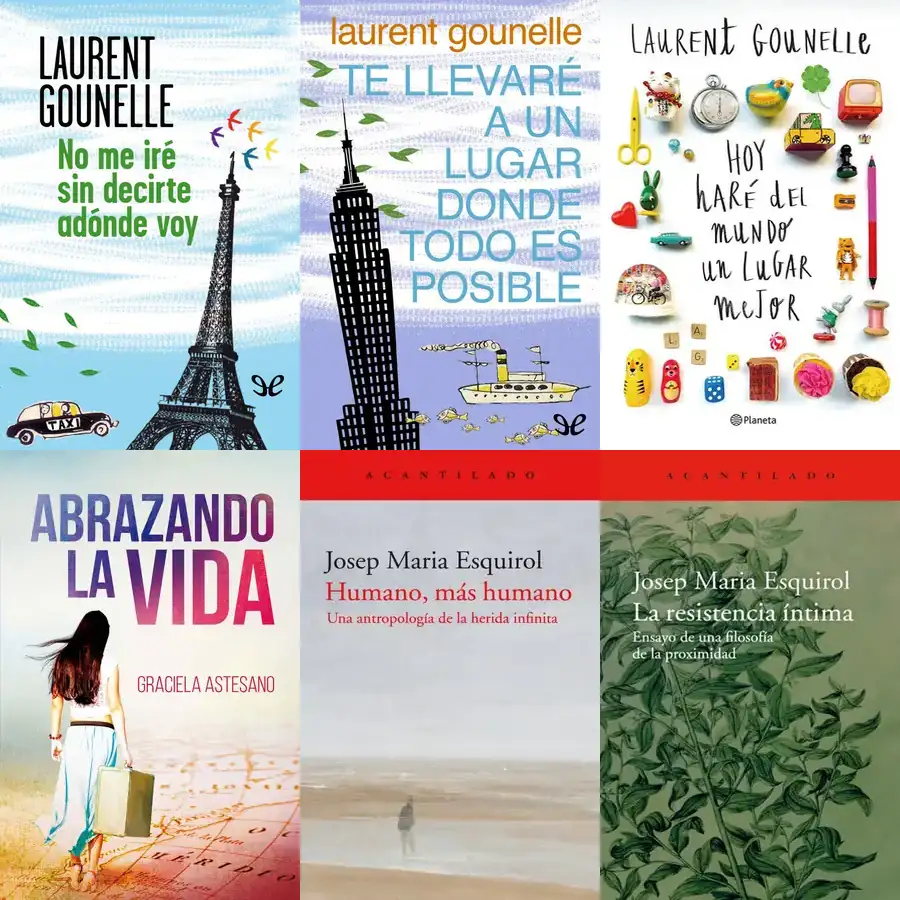 LAURENT
GOUNELLE
No me iré
sin decirte
adónde voy
TAXI
laurent gounelle
TE LLEVARÉ
A UN
LUGAR
DONDE
TODO ES
POSIBLE
LAURENT GOUNELLE
HOY
HARÉ DEL
MUNDO
UN LUGAR
MEJOR
L
A
G
Planeta
ABRAZANDO
LA VIDA
GRACIELA ASTESANO
O C
MÉRIDIO
ACANTILADO
Josep Maria Esquirol
Humano, más humano
Una antropología de la herida infinita
ACANTILADO
Josep Maria Esquirol
La resistencia íntima
Ensayo de una filosofía
de la proximidad